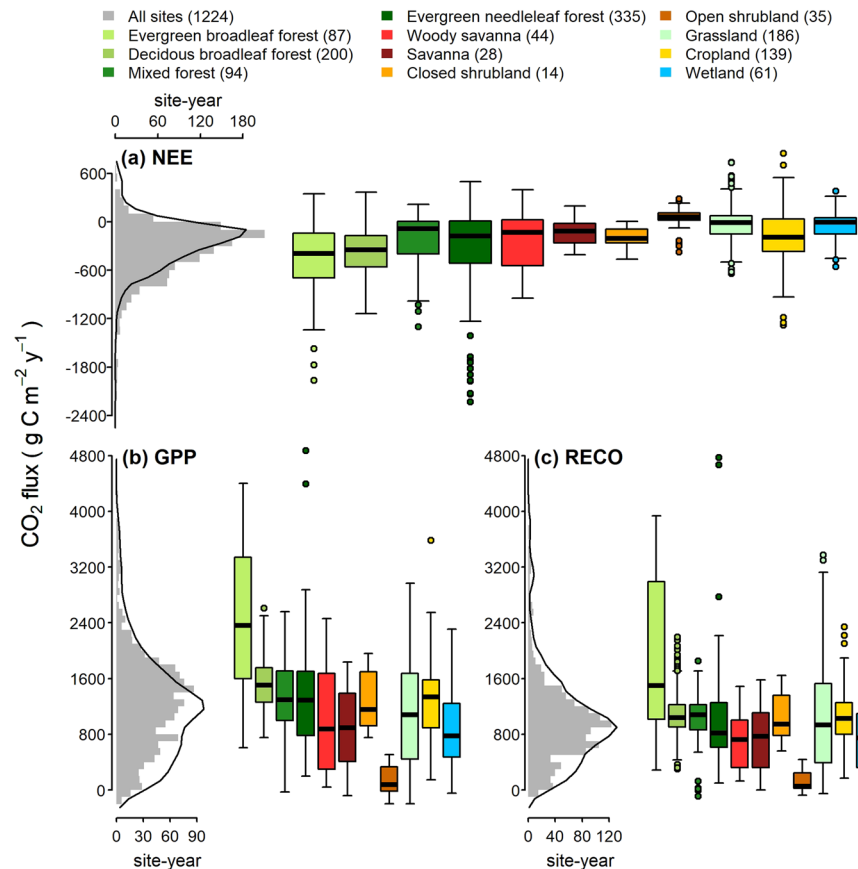 All sites (1224)
Evergreen broadleaf forest (87)
Decidous broadleaf forest (200)
Mixed forest (94)
Evergreen needleleaf forest (335)
Woody savanna (44)
Savanna (28)
Closed shrubland (14)
Open shrubland (35)
Grassland (186)
Cropland (139)
Wetland (61)
site-year
0 60 120 180
(a) NEE
600
0
-600
-1200
-1800
-2400
CO₂ flux ( g C m⁻² y⁻¹)
(b) GPP
4800
4000
3200
2400
1600
800
0
0 30 60 90
site-year
(c) RECO
4800
4000
3200
2400
1600
800
0
0 40 80 120
site-year